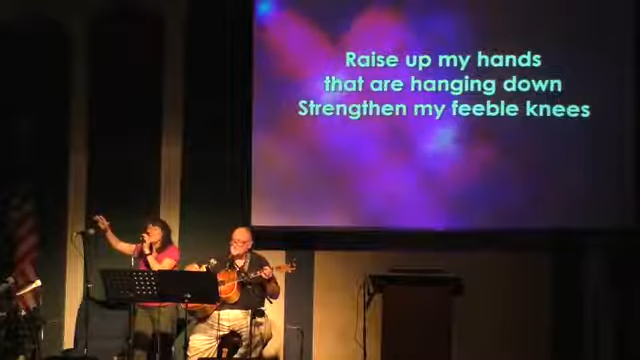 Raise up my hands
that are hanging down
Strengthen my feeble knees